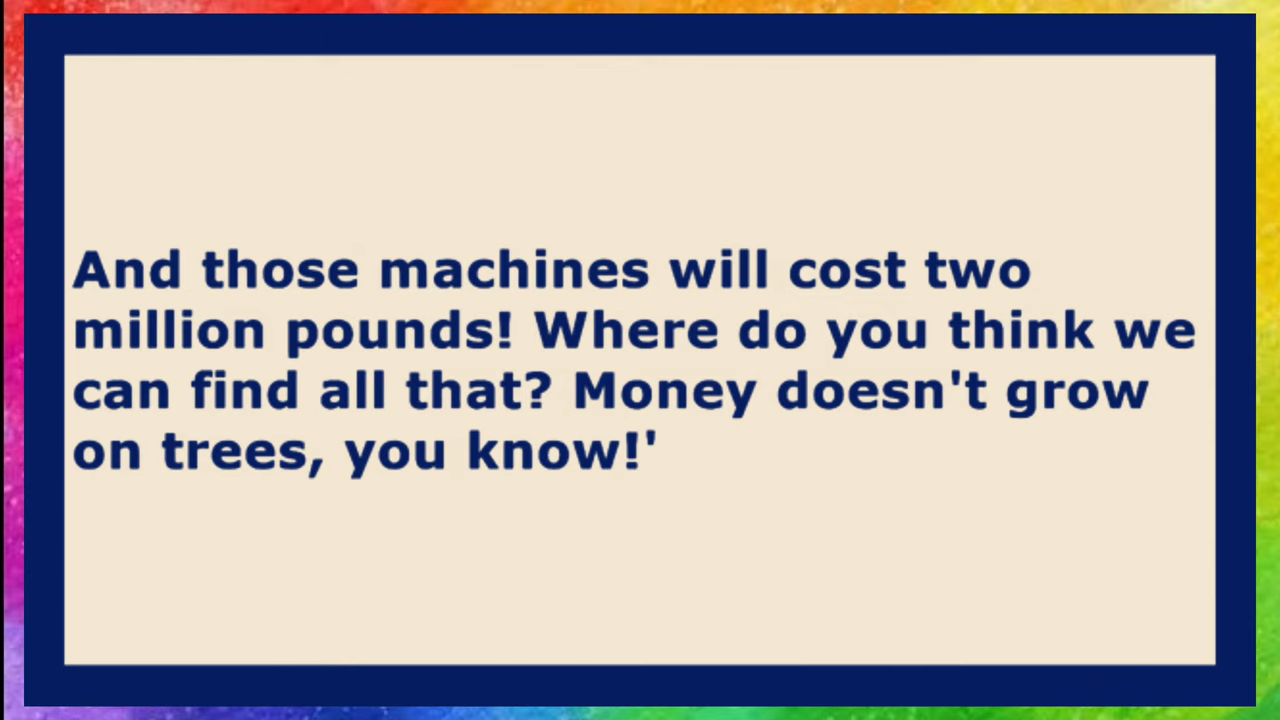 And those machines will cost two
million pounds! Where do you think we
can find all that? Money doesn't grow
on trees, you know!'